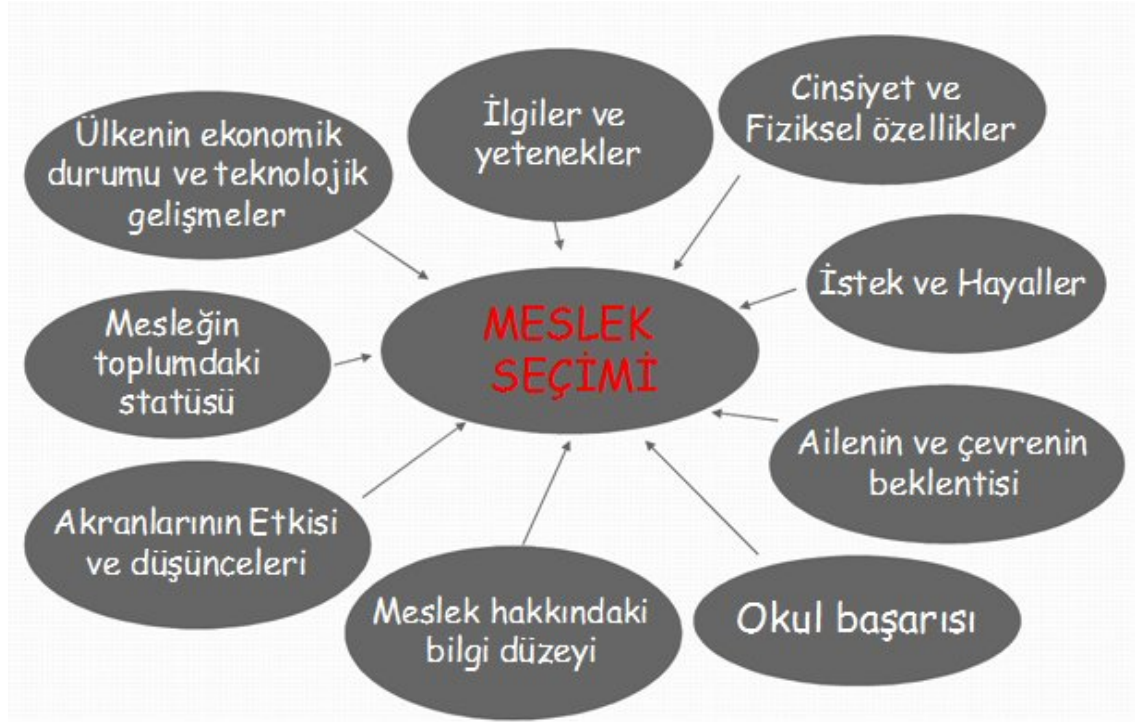 Ülkenin ekonomik
durumu ve teknolojik
gelişmeler
İlgiler ve
yetenekler
Cinsiyet ve
Fiziksel özellikler
İstek ve Hayaller
MESLEK
SEÇİMİ
Mesleğin
toplumdaki
statüsü
Ailenin ve çevrenin
beklentisi
Akranlarının Etkisi
ve düşünceleri
Meslek hakkındaki
bilgi düzeyi
Okul başarısı